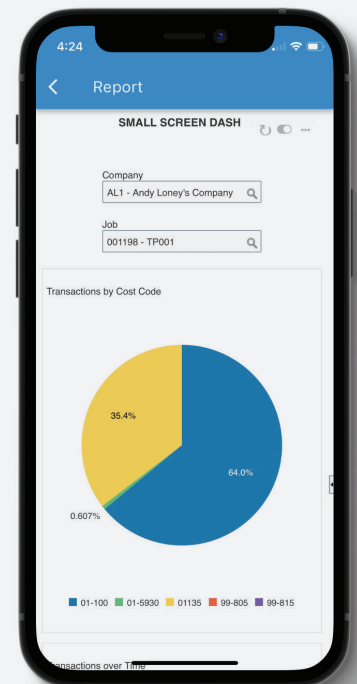 4:24
Report
SMALL SCREEN DASH
Company
AL1 - Andy Loney's Company
Job
001198 - TP001
Transactions by Cost Code
35.4%
64.0%
0.607%
01-100 01-5930 01135 99-805 99-815
Transactions over Time